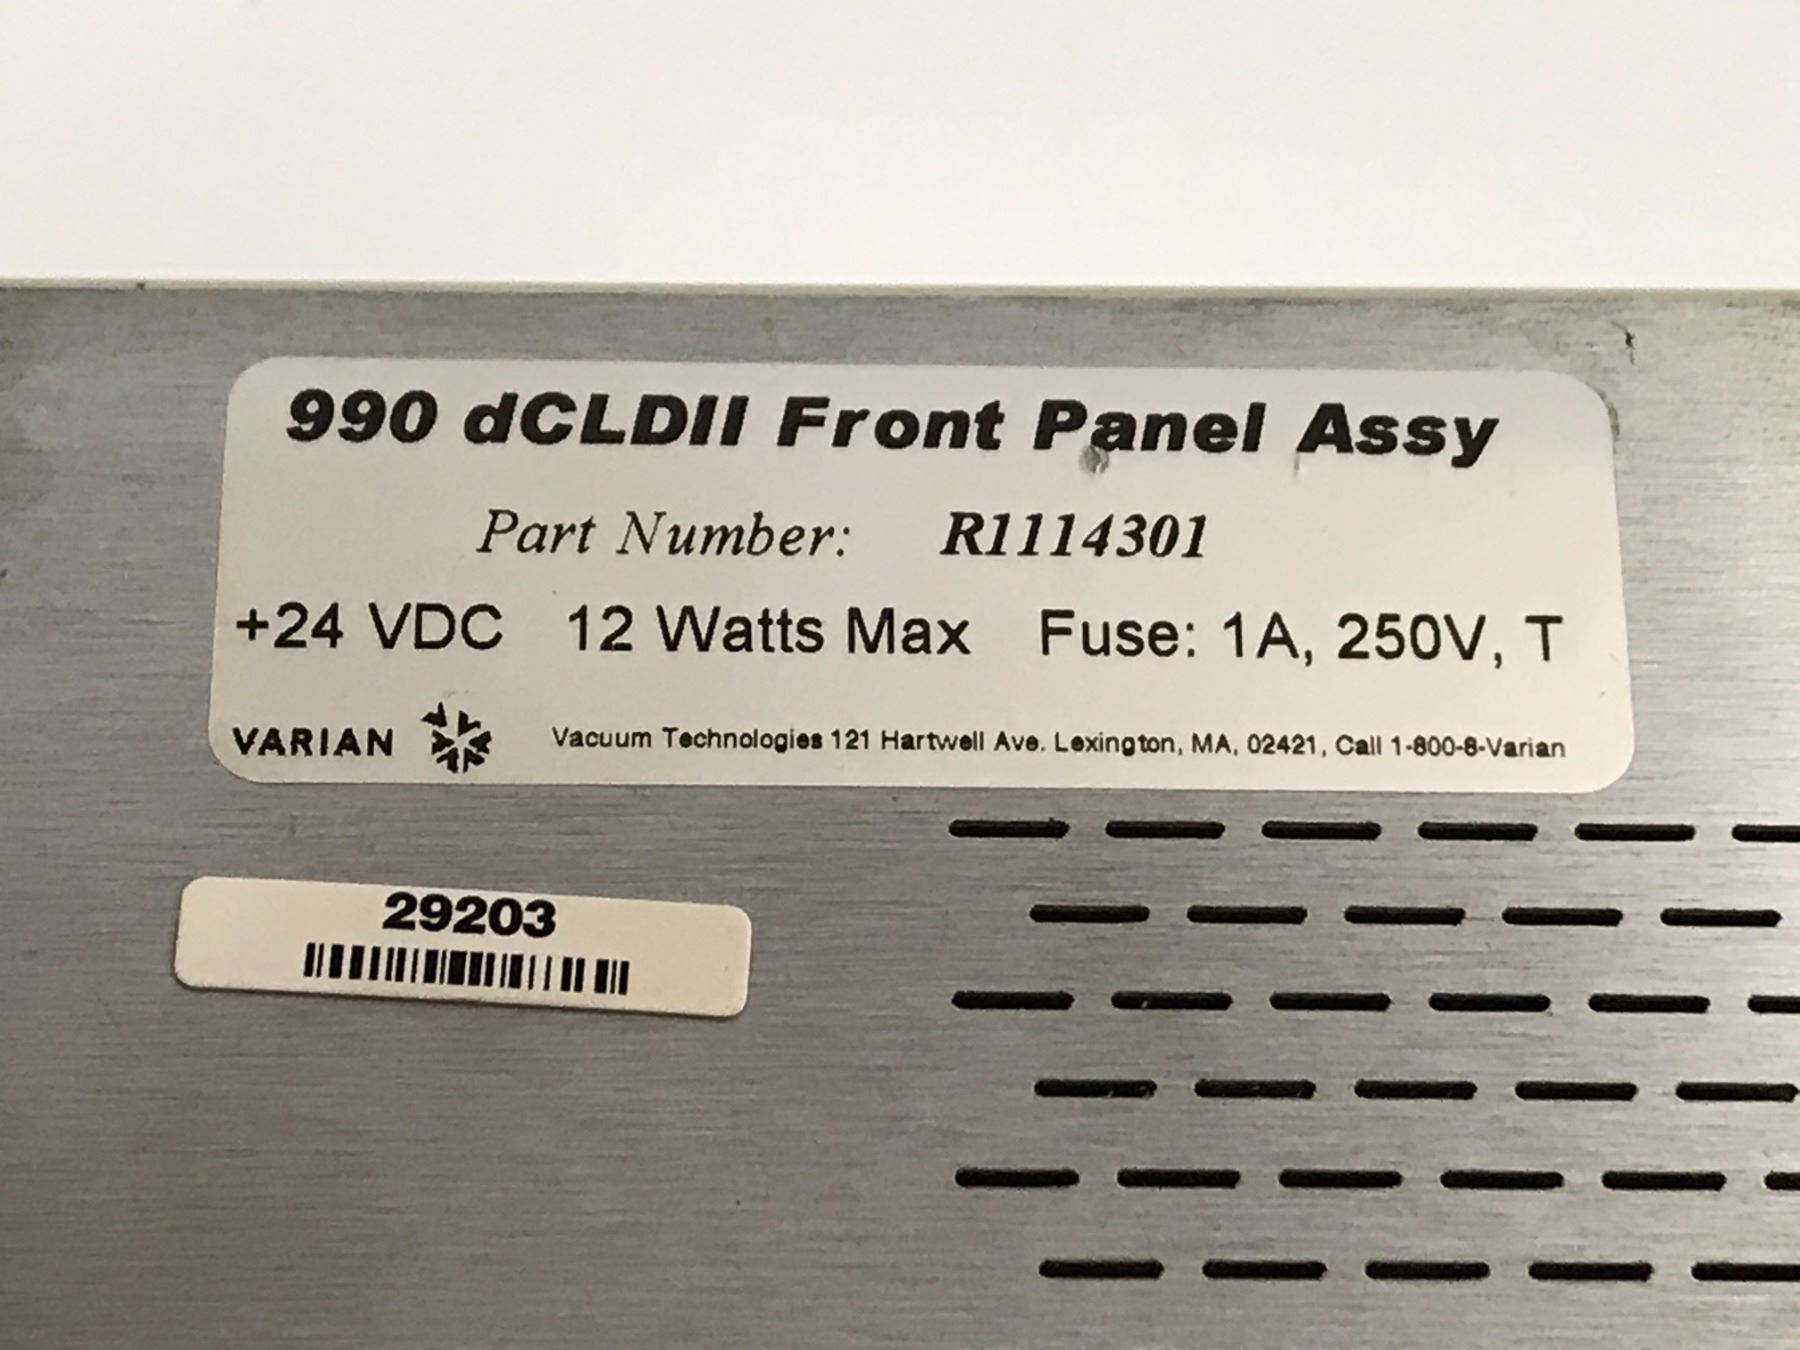 990 dCLDII Front Panel Assy
Part Number: R1114301
+24 VDC 12 Watts Max Fuse: 1A, 250V, T
VARIAN Vacuum Technologies 121 Hartwell Ave. Lexington, MA, 02421, Call 1-800-8-Varian
29203